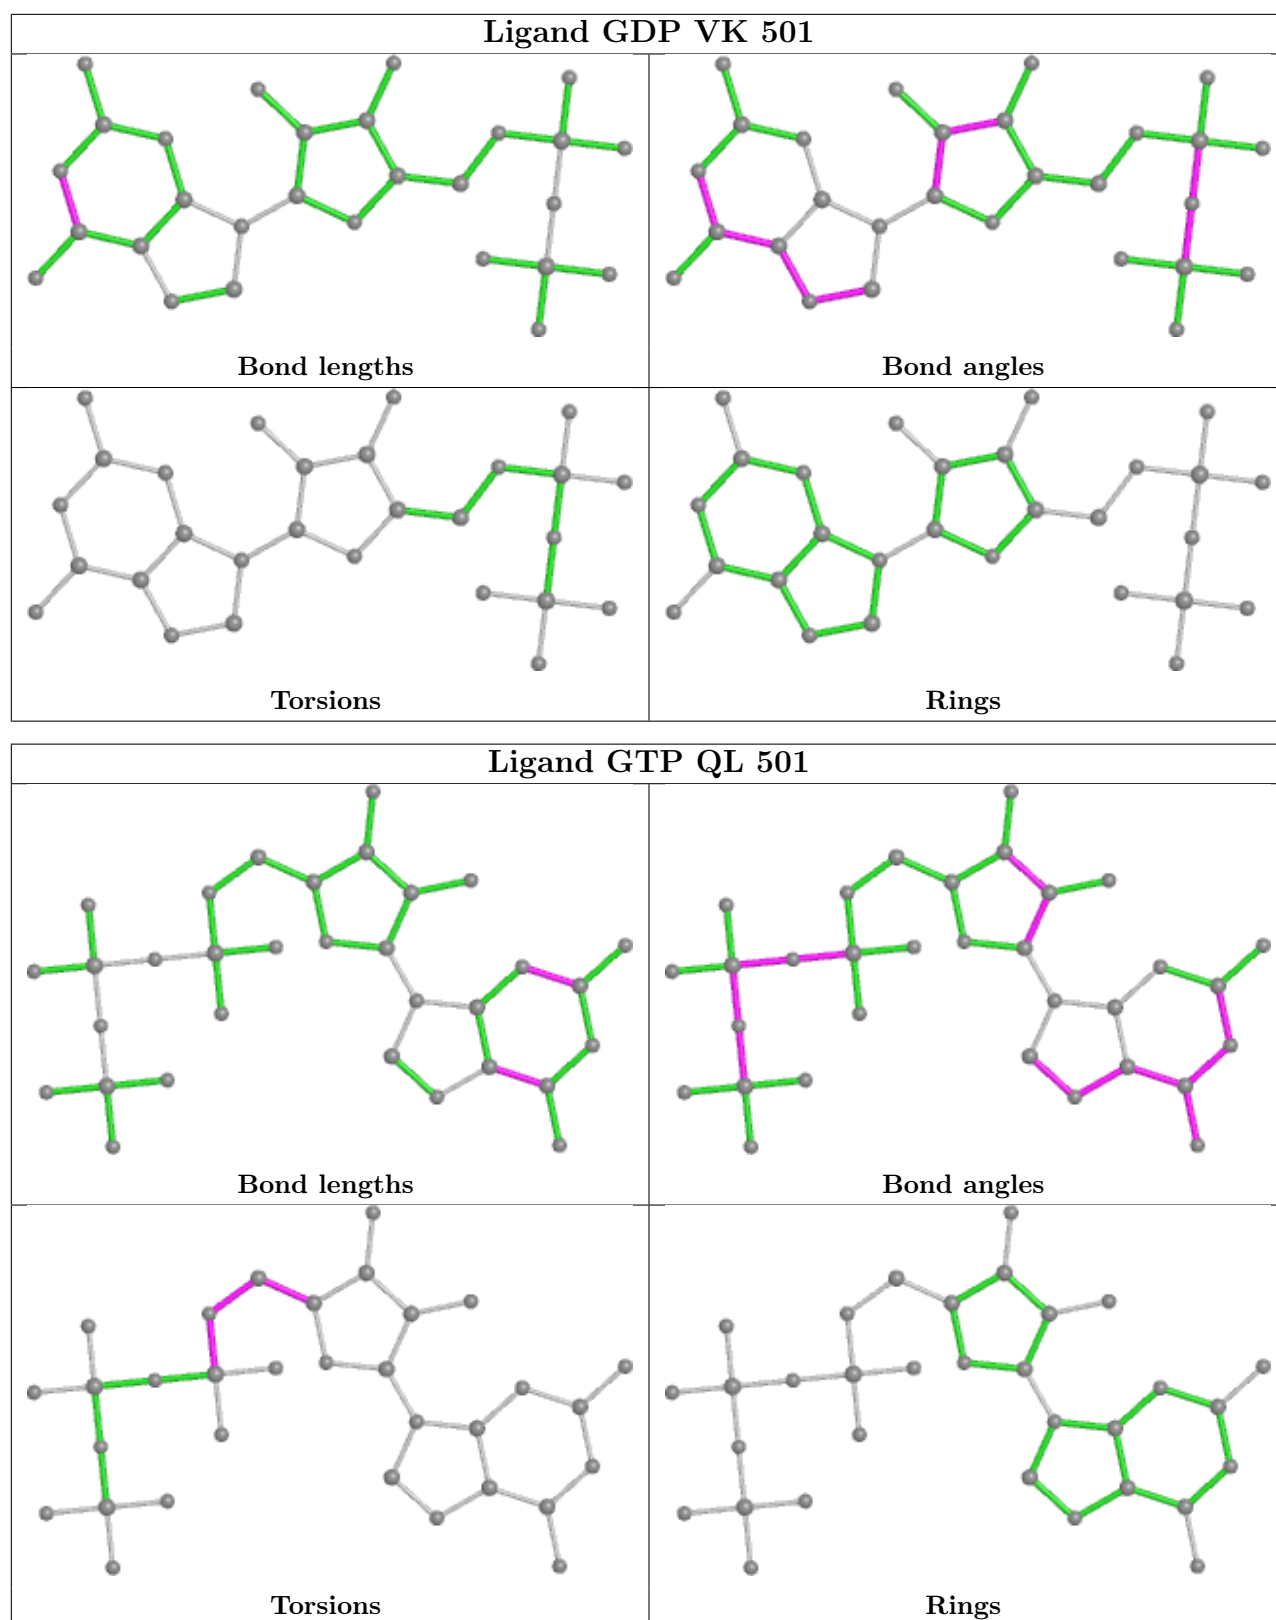 Ligand GDP VK 501
Bond lengths
Bond angles
Torsions
Rings
Ligand GTP QL 501
Bond lengths
Bond angles
Torsions
Rings